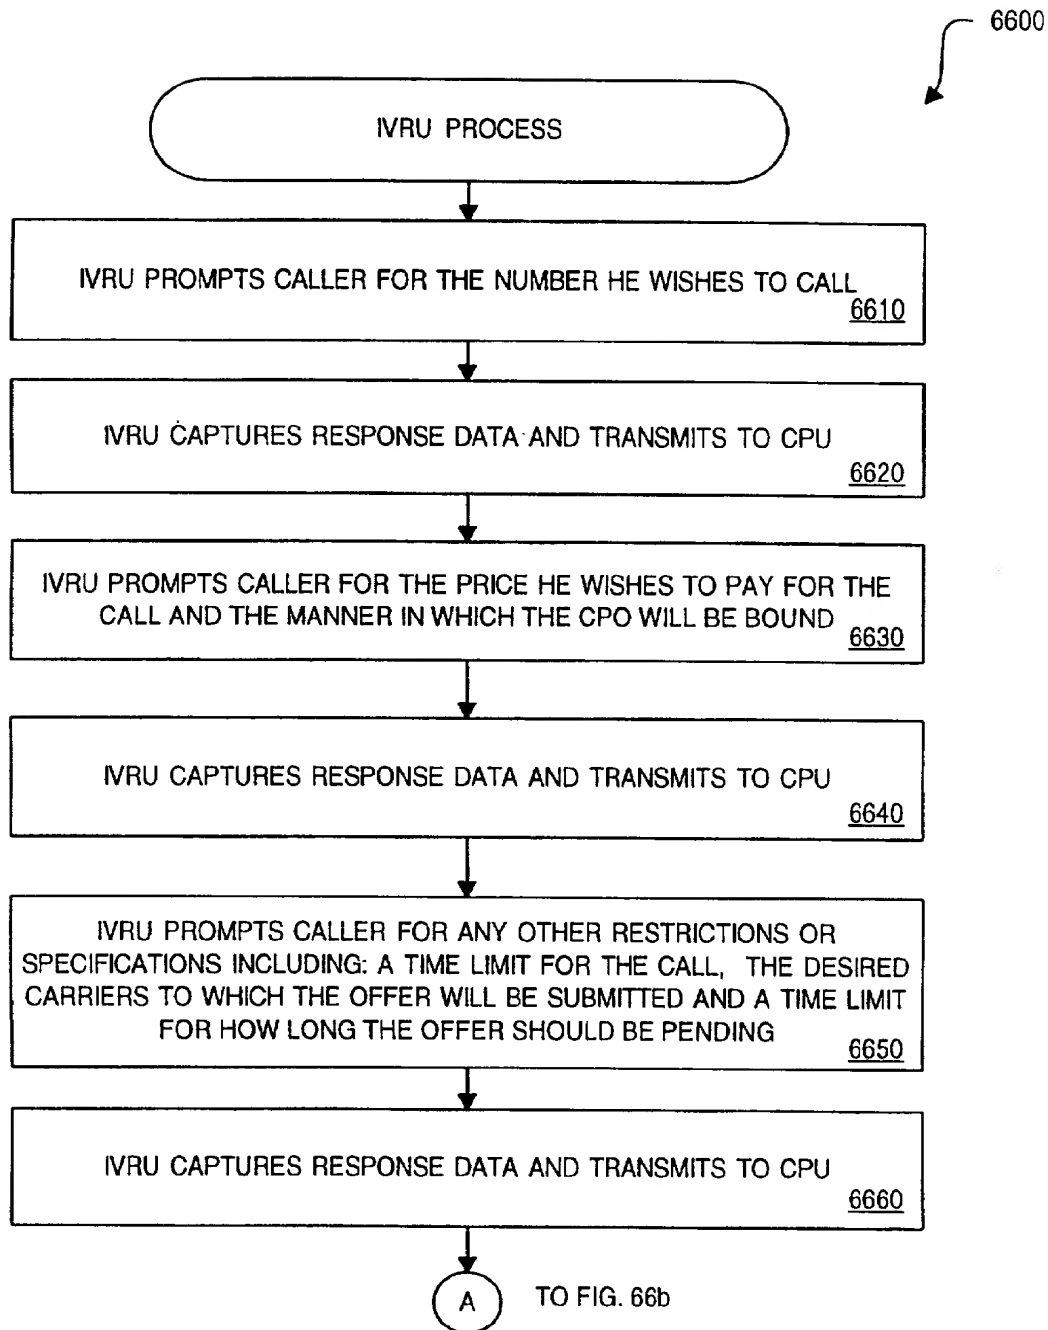 6600
IVRU PROCESS
IVRU PROMPTS CALLER FOR THE NUMBER HE WISHES TO CALL
6610
IVRU CAPTURES RESPONSE DATA AND TRANSMITS TO CPU
6620
IVRU PROMPTS CALLER FOR THE PRICE HE WISHES TO PAY FOR THE
CALL AND THE MANNER IN WHICH THE CPO WILL BE BOUND
6630
IVRU CAPTURES RESPONSE DATA AND TRANSMITS TO CPU
6640
IVRU PROMPTS CALLER FOR ANY OTHER RESTRICTIONS OR
SPECIFICATIONS INCLUDING: A TIME LIMIT FOR THE CALL, THE DESIRED
CARRIERS TO WHICH THE OFFER WILL BE SUBMITTED AND A TIME LIMIT
FOR HOW LONG THE OFFER SHOULD BE PENDING
6650
IVRU CAPTURES RESPONSE DATA AND TRANSMITS TO CPU
6660
A TO FIG. 66b